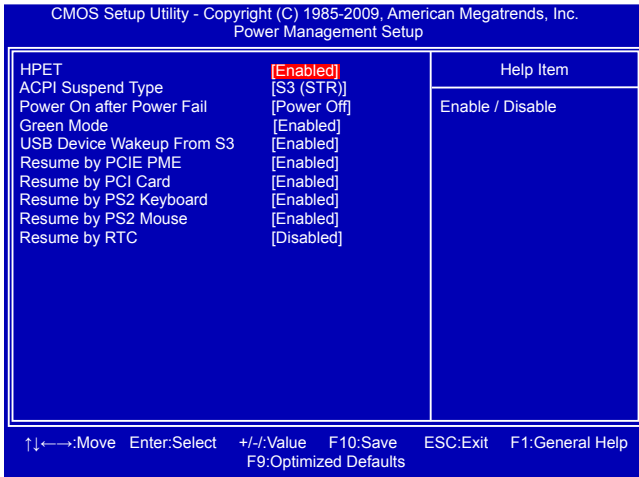 CMOS Setup Utility - Copyright (C) 1985-2009, American Megatrends, Inc.
Power Management Setup
HPET [Enabled]
ACPI Suspend Type [S3 (STR)]
Power On after Power Fail [Power Off]
Green Mode [Enabled]
USB Device Wakeup From S3 [Enabled]
Resume by PCIE PME [Enabled]
Resume by PCI Card [Enabled]
Resume by PS2 Keyboard [Enabled]
Resume by PS2 Mouse [Enabled]
Resume by RTC [Disabled]
Help Item
Enable / Disable
↑↓←→:Move Enter:Select +/-/:Value F10:Save ESC:Exit F1:General Help
F9:Optimized Defaults